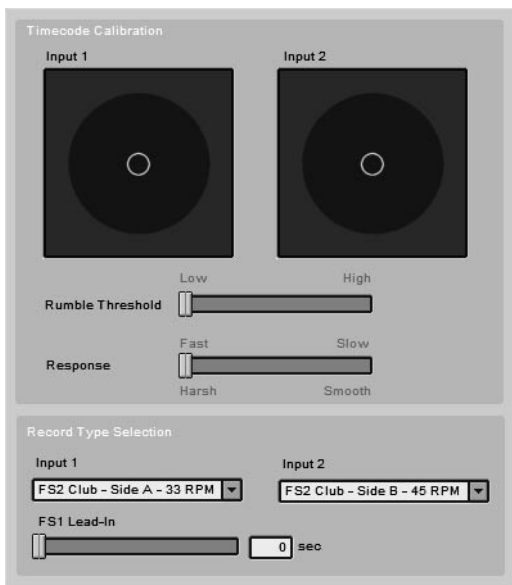 Timecode Calibration
Input 1 Input 2
Low High
Rumble Threshold
Fast Slow
Response
Harsh Smooth
Record Type Selection
Input 1 Input 2
FS2 Club - Side A - 33 RPM FS2 Club - Side B - 45 RPM
FS1 Lead-In
0 sec